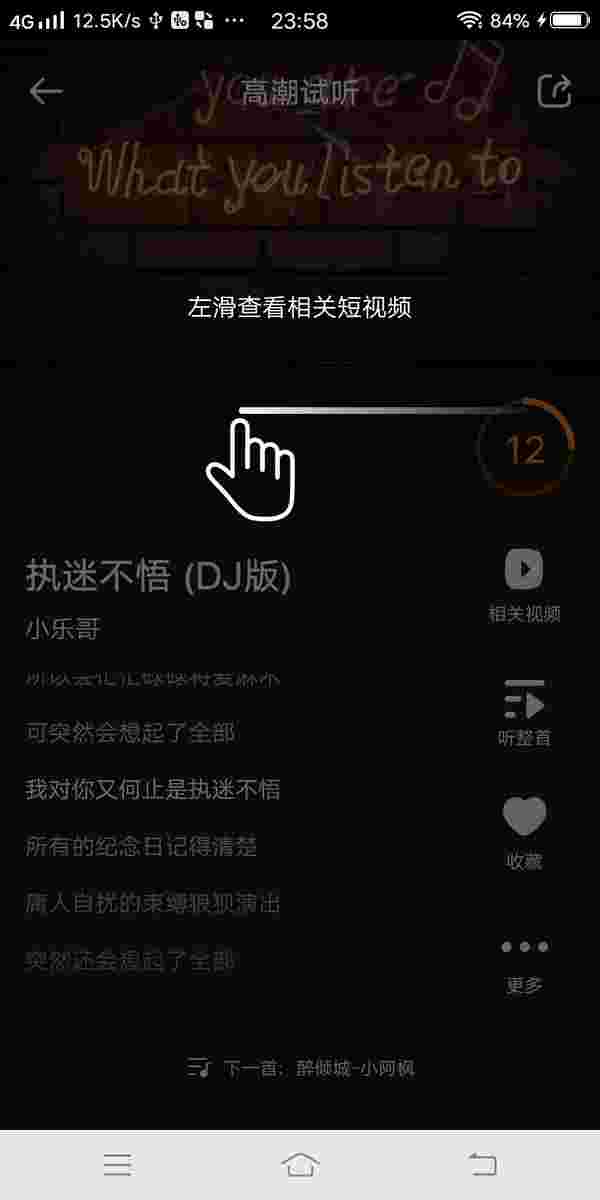 4G 12.5K/s 23:58 84%
you are
高潮试听
What you listen to
左滑查看相关短视频
12
执迷不悟 (DJ版)
小乐哥
相关视频
可突然会想起了全部
听整首
我对你又何止是执迷不悟
所有的纪念日记得清楚
收藏
庸人自扰的束缚狼狈演出
突然还会想起了全部
更多
下一首：醉倾城-小阿枫